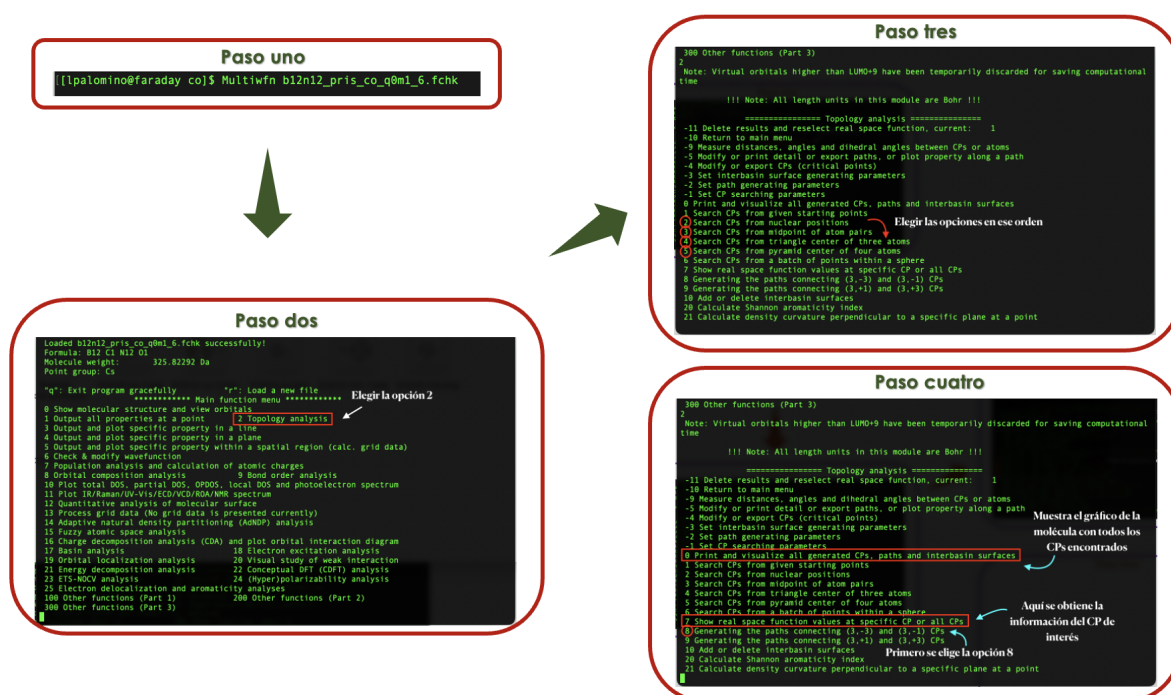 Paso uno
[[lpalomino@faraday co]$ Multiwfn b12n12_pris_co_q0m1_6.fchk
Paso dos
Loaded b12n12_pris_co_q0m1_6.fchk successfully!
Formula: B12 C1 N12 O1
Molecule weight: 325.82292 Da
Point group: Cs
"q": Exit program gracefully "r": Load a new file
************ Main function menu ************
0 Show molecular structure and view orbitals
1 Output all properties at a point 2 Topology analysis
3 Output and plot specific property in a line
4 Output and plot specific property in a plane
5 Output and plot specific property within a spatial region (calc. grid data)
6 Check & modify wavefunction
7 Population analysis and calculation of atomic charges
8 Orbital composition analysis 9 Bond order analysis
10 Plot total DOS, partial DOS, OPDOS, local DOS and photoelectron spectrum
11 Plot IR/Raman/UV-Vis/ECD/VCD/ROA/NMR spectrum
12 Quantitative analysis of molecular surface
13 Process grid data (No grid data is presented currently)
14 Adaptive natural density partitioning (AdNDP) analysis
15 Fuzzy atomic space analysis
16 Charge decomposition analysis (CDA) and plot orbital interaction diagram
17 Basin analysis 18 Electron excitation analysis
19 Orbital localization analysis 20 Visual study of weak interaction
21 Energy decomposition analysis 22 Conceptual DFT (CDFT) analysis
23 ETS-NOCV analysis 24 (Hyper)polarizability analysis
25 Electron delocalization and aromaticity analyses
100 Other functions (Part 1) 200 Other functions (Part 2)
300 Other functions (Part 3)
Elegir la opción 2
Paso tres
300 Other functions (Part 3)
2
Note: Virtual orbitals higher than LUMO+9 have been temporarily discarded for saving computational
time
!!! Note: All length units in this module are Bohr !!!
================ Topology analysis ===============
-11 Delete results and reselect real space function, current: 1
-10 Return to main menu
-9 Measure distances, angles and dihedral angles between CPs or atoms
-5 Modify or print detail or export paths, or plot property along a path
-4 Modify or export CPs (critical points)
-3 Set interbasin surface generating parameters
-2 Set path generating parameters
-1 Set CP searching parameters
0 Print and visualize all generated CPs, paths and interbasin surfaces
1 Search CPs from given starting points
2 Search CPs from nuclear positions
3 Search CPs from midpoint of atom pairs
4 Search CPs from triangle center of three atoms
5 Search CPs from pyramid center of four atoms
6 Search CPs from a batch of points within a sphere
7 Show real space function values at specific CP or all CPs
8 Generating the paths connecting (3,-3) and (3,-1) CPs
9 Generating the paths connecting (3,+1) and (3,+3) CPs
10 Add or delete interbasin surfaces
20 Calculate Shannon aromaticity index
21 Calculate density curvature perpendicular to a specific plane at a point
Elegir las opciones en ese orden
Paso cuatro
300 Other functions (Part 3)
2
Note: Virtual orbitals higher than LUMO+9 have been temporarily discarded for saving computational
time
!!! Note: All length units in this module are Bohr !!!
================ Topology analysis ===============
-11 Delete results and reselect real space function, current: 1
-10 Return to main menu
-9 Measure distances, angles and dihedral angles between CPs or atoms
-5 Modify or print detail or export paths, or plot property along a path
-4 Modify or export CPs (critical points)
-3 Set interbasin surface generating parameters
-2 Set path generating parameters
-1 Set CP searching parameters
0 Print and visualize all generated CPs, paths and interbasin surfaces
1 Search CPs from given starting points
2 Search CPs from nuclear positions
3 Search CPs from midpoint of atom pairs
4 Search CPs from triangle center of three atoms
5 Search CPs from pyramid center of four atoms
6 Search CPs from a batch of points within a sphere
7 Show real space function values at specific CP or all CPs
8 Generating the paths connecting (3,-3) and (3,-1) CPs
9 Generating the paths connecting (3,+1) and (3,+3) CPs
10 Add or delete interbasin surfaces
20 Calculate Shannon aromaticity index
21 Calculate density curvature perpendicular to a specific plane at a point
Muestra el gráfico de la
molécula con todos los
CPs encontrados
Aquí se obtiene la
información del CP de
interés
Primero se elige la opción 8